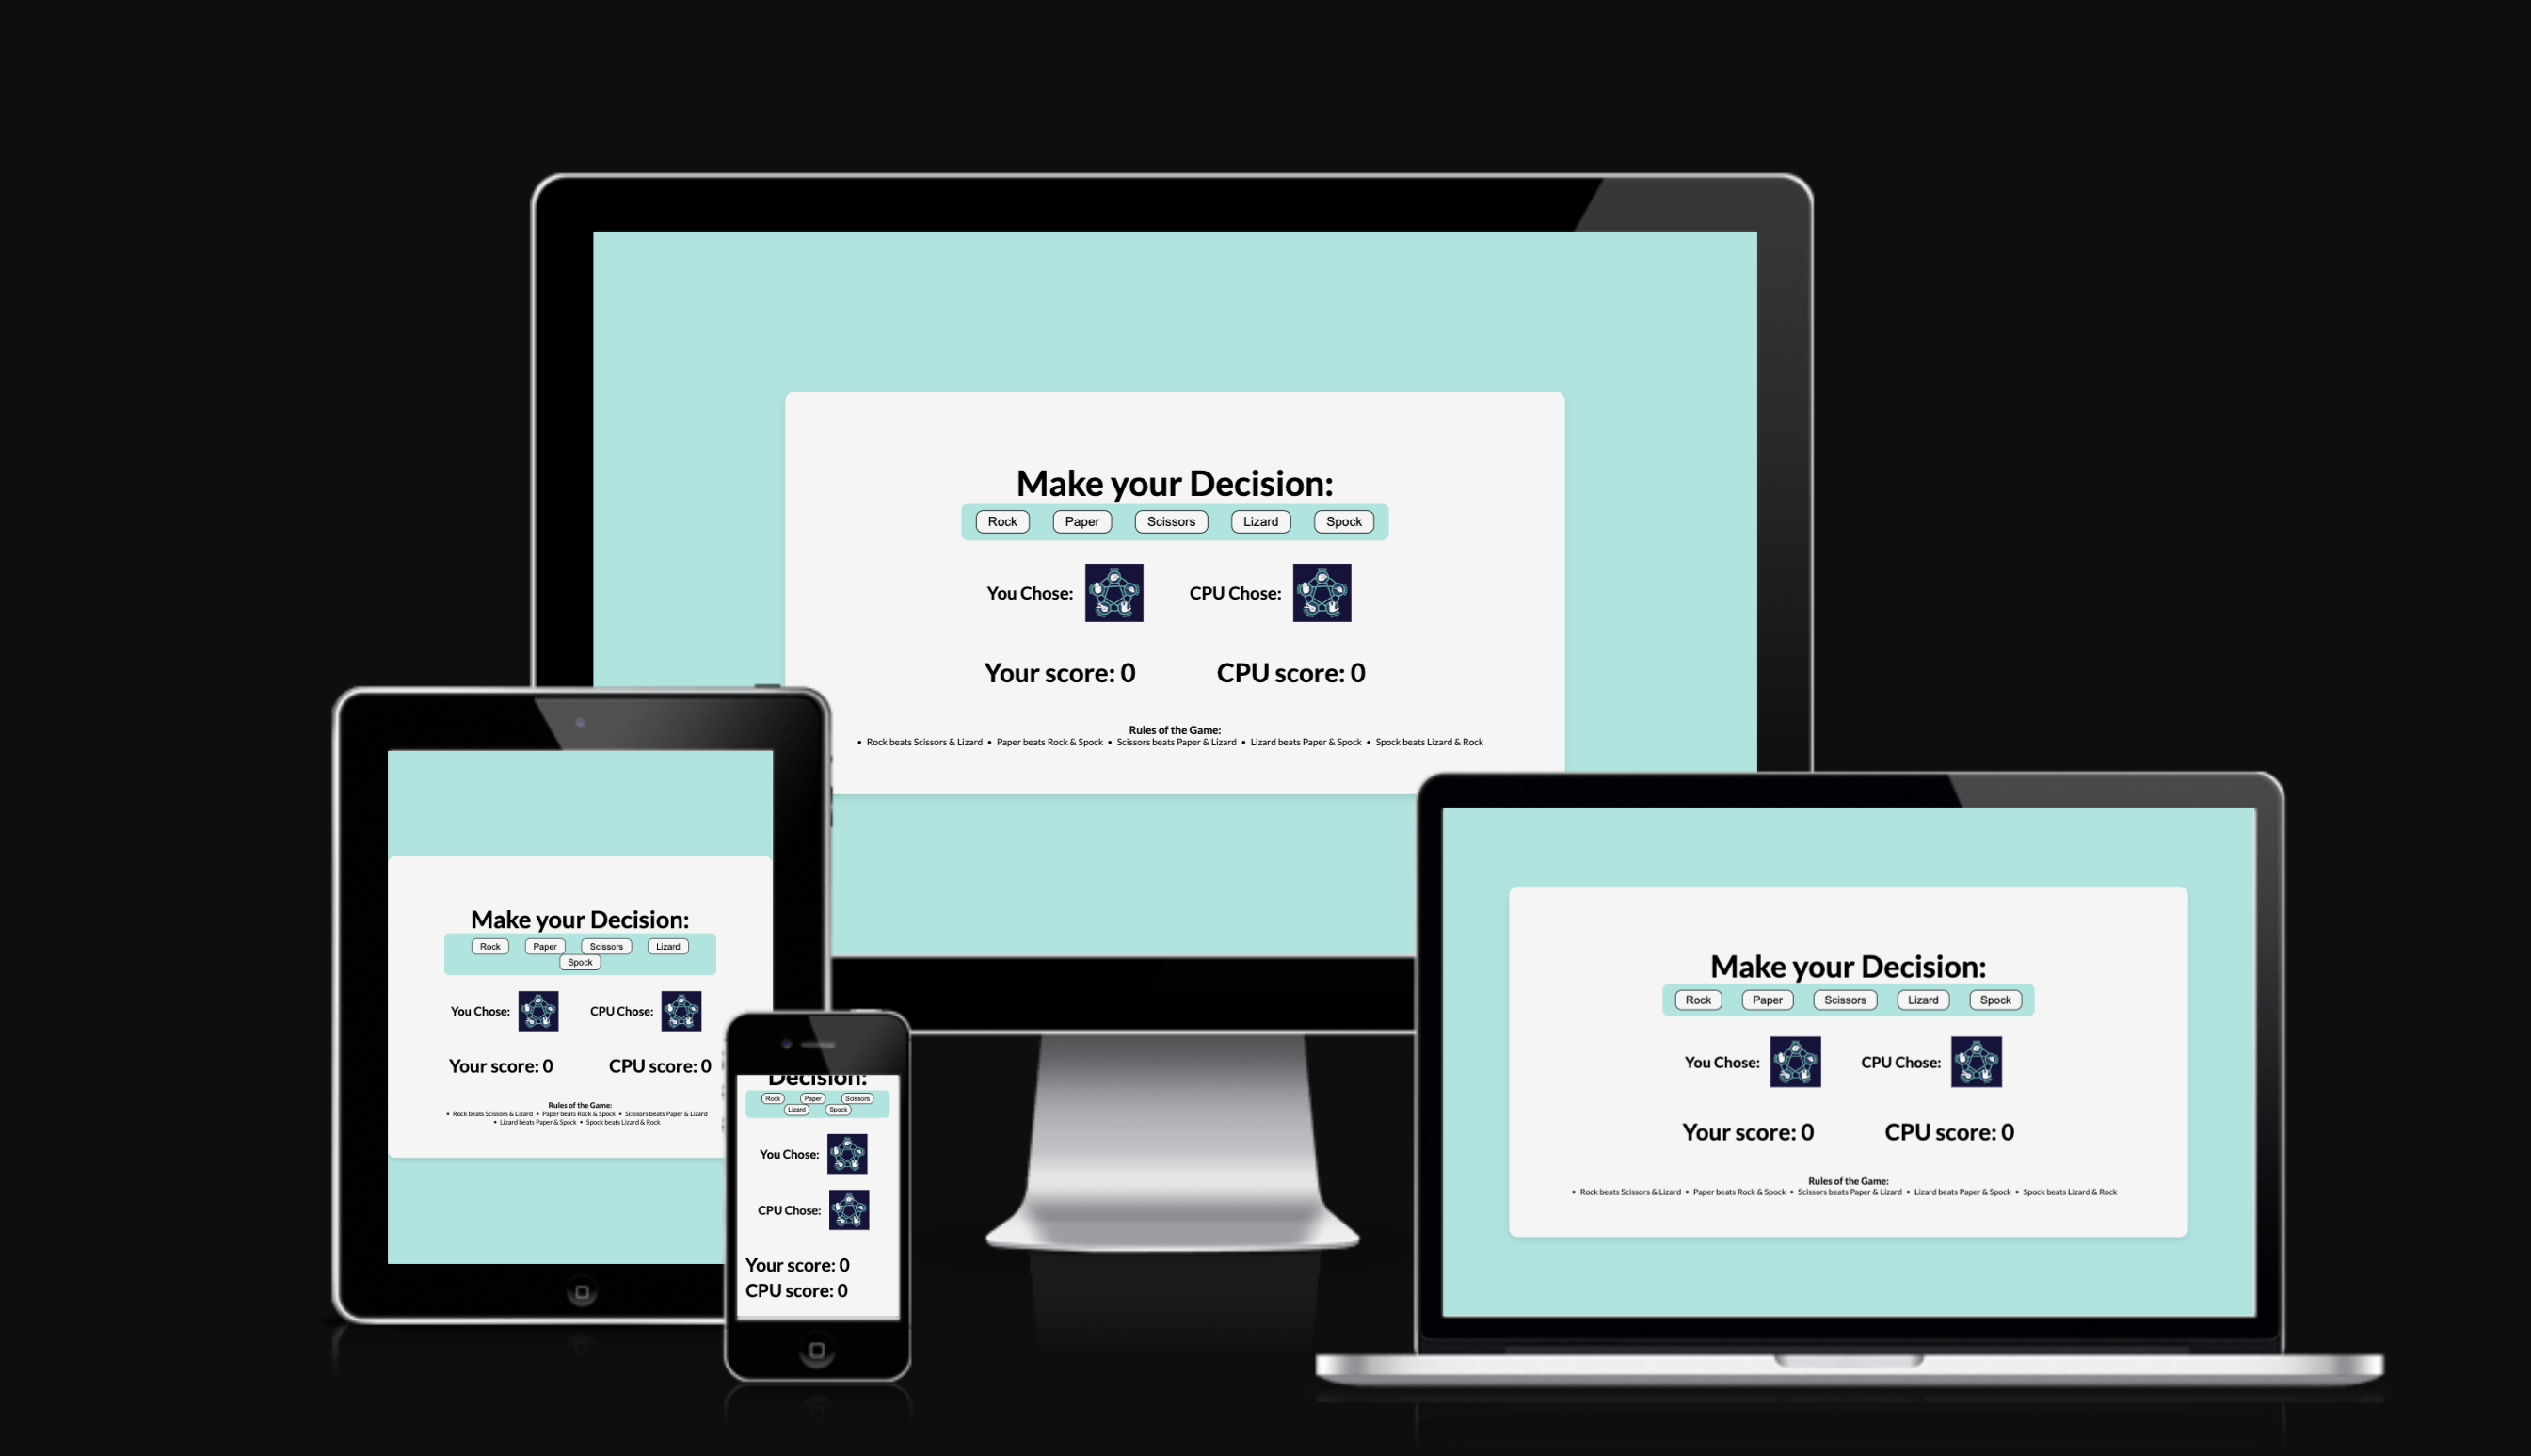 Make your Decision:
Rock Paper Scissors Lizard Spock
You Chose: CPU Chose:
Your score: 0 CPU score: 0
Rules of the Game:
• Rock beats Scissors & Lizard • Paper beats Rock & Spock • Scissors beats Paper & Lizard • Lizard beats Paper & Spock • Spock beats Lizard & Rock
Make your Decision:
Rock Paper Scissors Lizard
Spock
You Chose: CPU Chose:
Your score: 0 CPU score: 0
Rules of the Game:
• Rock beats Scissors & Lizard • Paper beats Rock & Spock • Scissors beats Paper & Lizard
• Lizard beats Paper & Spock • Spock beats Lizard & Rock
Decision:
Rock Paper Scissors
Lizard Spock
You Chose:
CPU Chose:
Your score: 0
CPU score: 0
Make your Decision:
Rock Paper Scissors Lizard Spock
You Chose: CPU Chose:
Your score: 0 CPU score: 0
Rules of the Game:
• Rock beats Scissors & Lizard • Paper beats Rock & Spock • Scissors beats Paper & Lizard • Lizard beats Paper & Spock • Spock beats Lizard & Rock